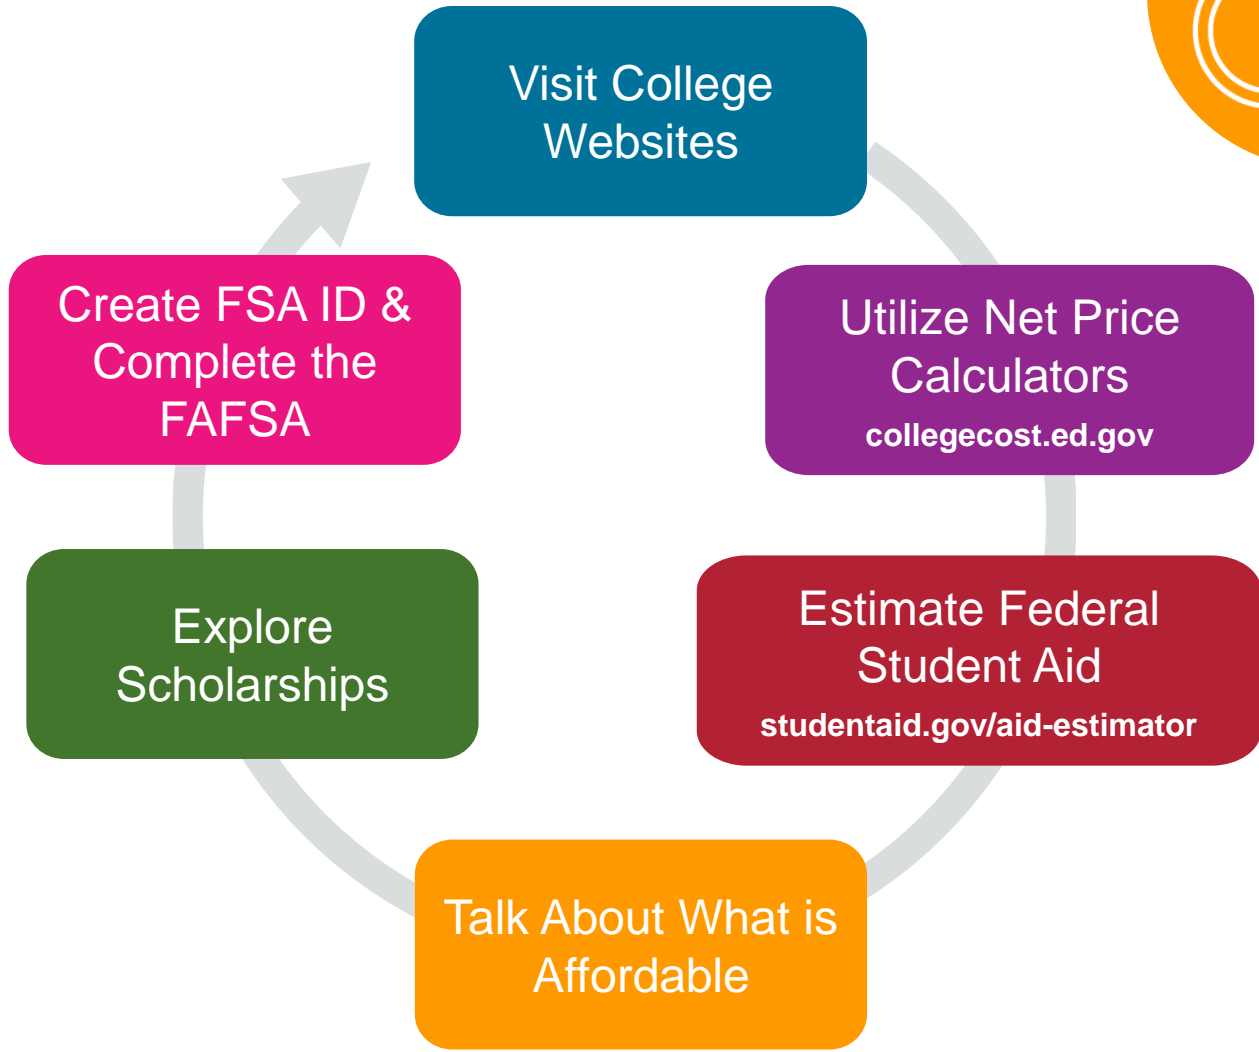 Visit College
Websites
Utilize Net Price
Calculators
collegecost.ed.gov
Estimate Federal
Student Aid
studentaid.gov/aid-estimator
Talk About What is
Affordable
Explore
Scholarships
Create FSA ID &
Complete the
FAFSA